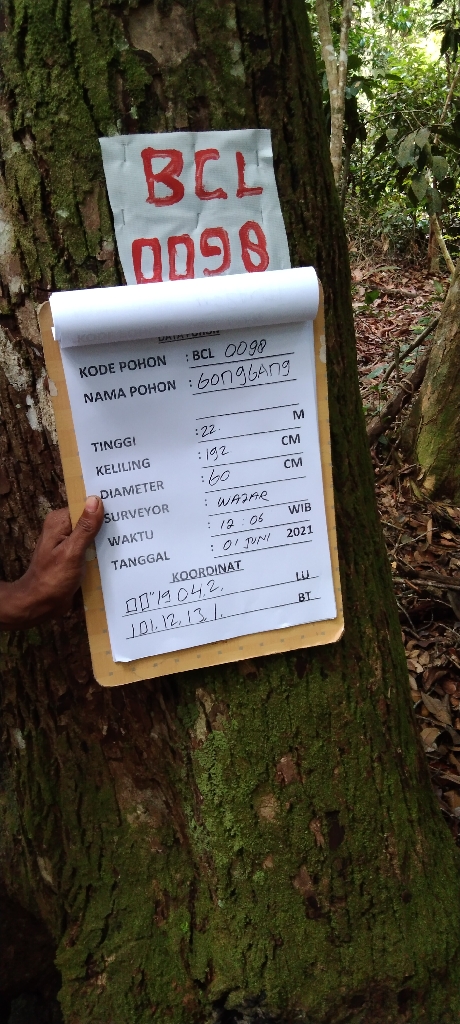 BCL
0098
DATA POHON
KODE POHON : BCL 0098
NAMA POHON : GongGAng
TINGGI : 22. M
KELILING : 192 CM
DIAMETER : 60 CM
SURVEYOR : WAZAR
WAKTU : 12 : 06 WIB
TANGGAL : 01 JUNI 2021
KOORDINAT
00"19 04.2. LU
101.12.13.1. BT